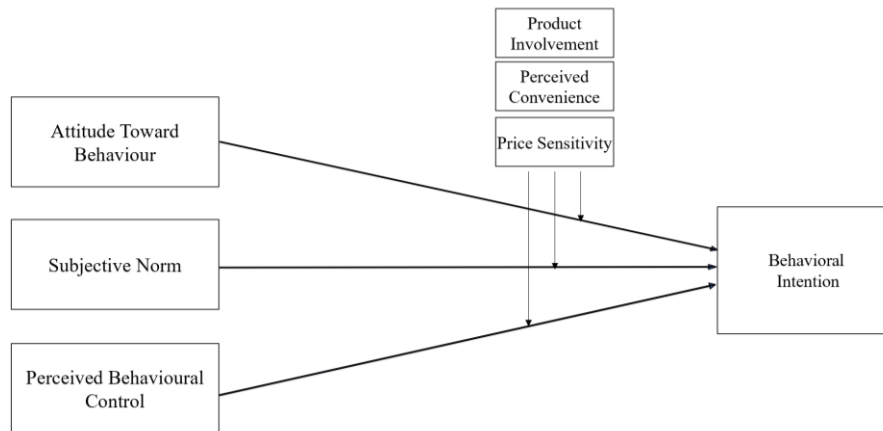 Product
Involvement
Perceived
Convenience
Price Sensitivity
Attitude Toward
Behaviour
Subjective Norm
Perceived Behavioural
Control
Behavioral
Intention